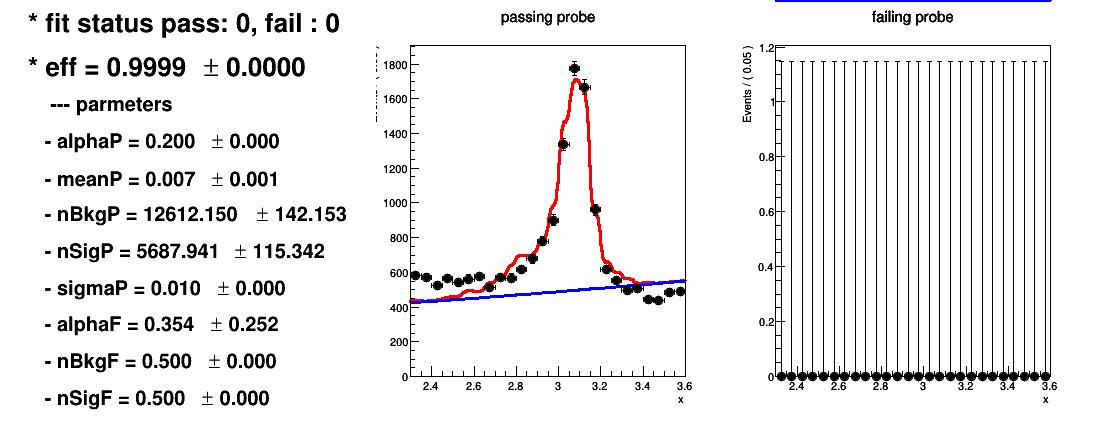 * fit status pass: 0, fail : 0
* eff = 0.9999 ± 0.0000
--- parmeters
- alphaP = 0.200 ± 0.000
- meanP = 0.007 ± 0.001
- nBkgP = 12612.150 ± 142.153
- nSigP = 5687.941 ± 115.342
- sigmaP = 0.010 ± 0.000
- alphaF = 0.354 ± 0.252
- nBkgF = 0.500 ± 0.000
- nSigF = 0.500 ± 0.000
passing probe
1800
1600
1400
1200
1000
800
600
400
200
0
2.4 2.6 2.8 3 3.2 3.4 3.6
x
failing probe
Events / ( 0.05 )
1.2
1
0.8
0.6
0.4
0.2
0
2.4 2.6 2.8 3 3.2 3.4 3.6
x